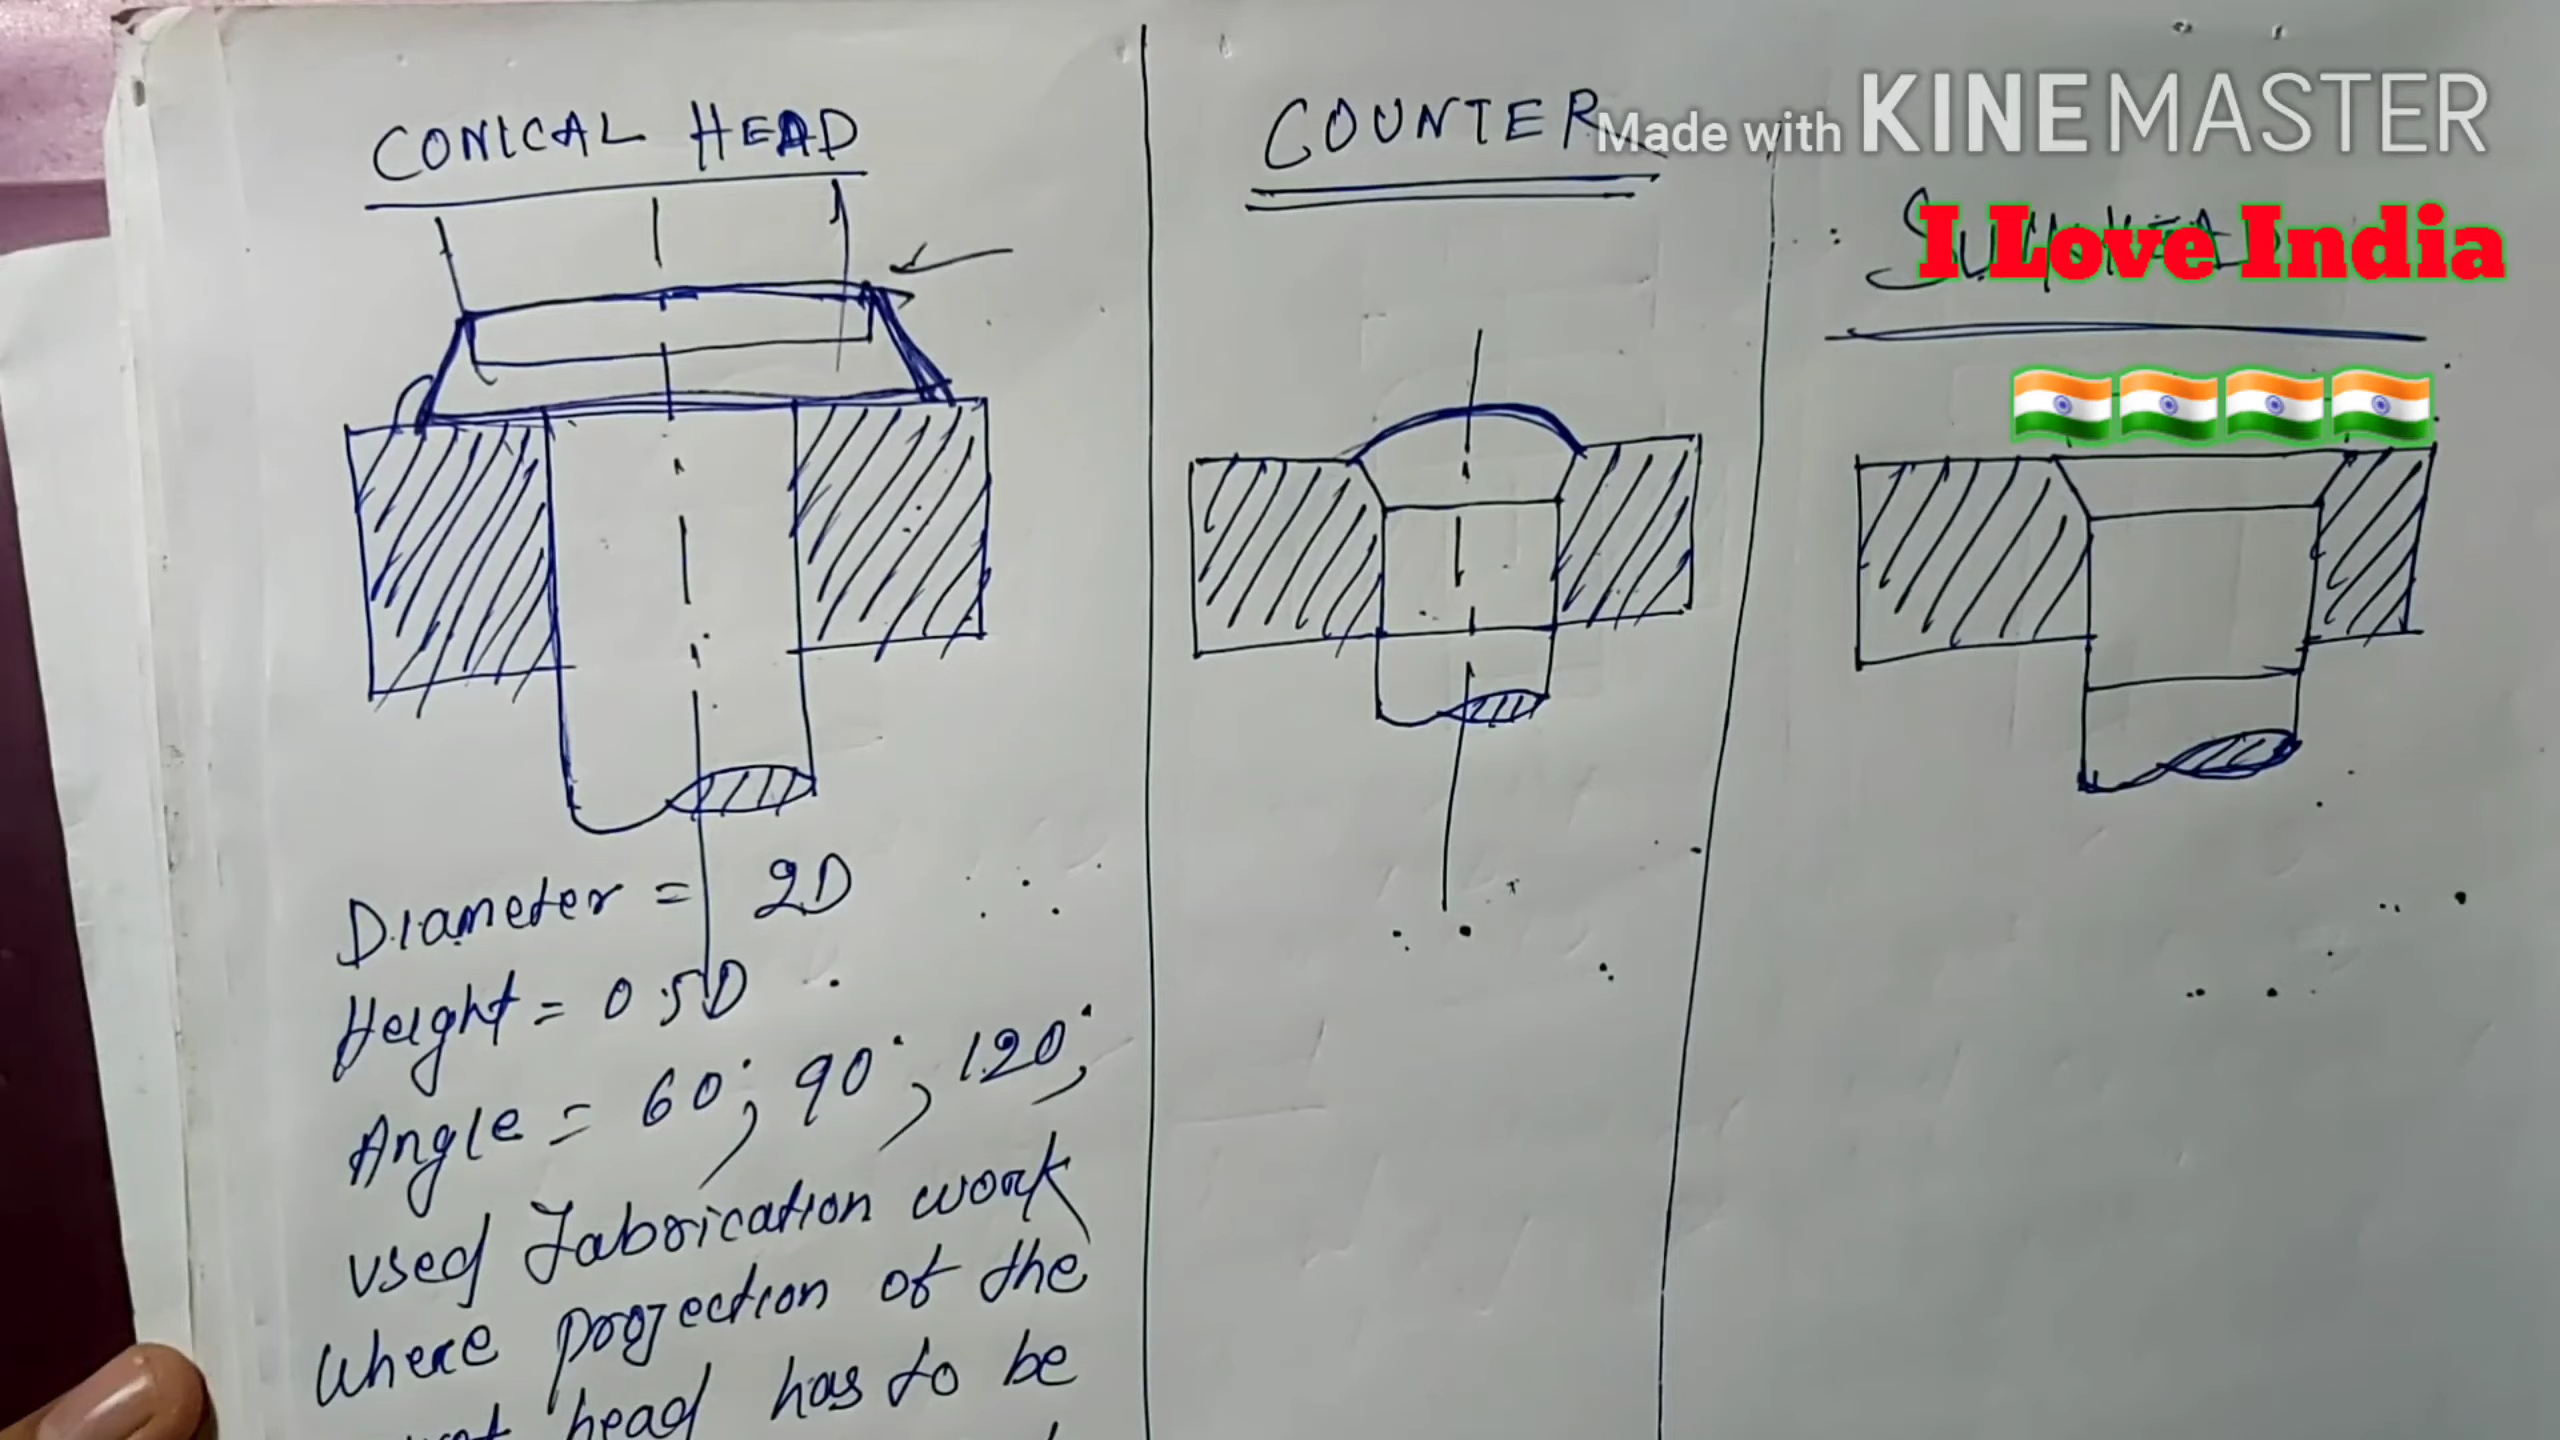 CONICAL HEAD
COUNTER
Made with KINEMASTER
I Love India
Diameter = 2D
Height = 0.5D
Angle = 60°, 90°, 120°,
used fabrication work
where projection of the
head has to be